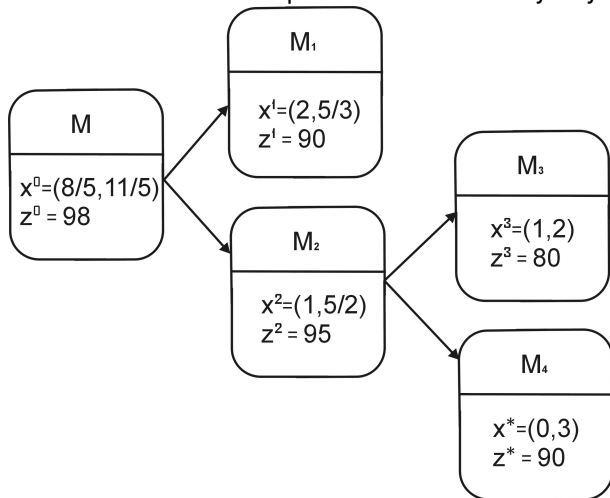 M
x⁰=(8/5,11/5)
z⁰ = 98
M₁
x¹=(2,5/3)
z¹ = 90
M₂
x²=(1,5/2)
z² = 95
M₃
x³=(1,2)
z³ = 80
M₄
x*=(0,3)
z* = 90